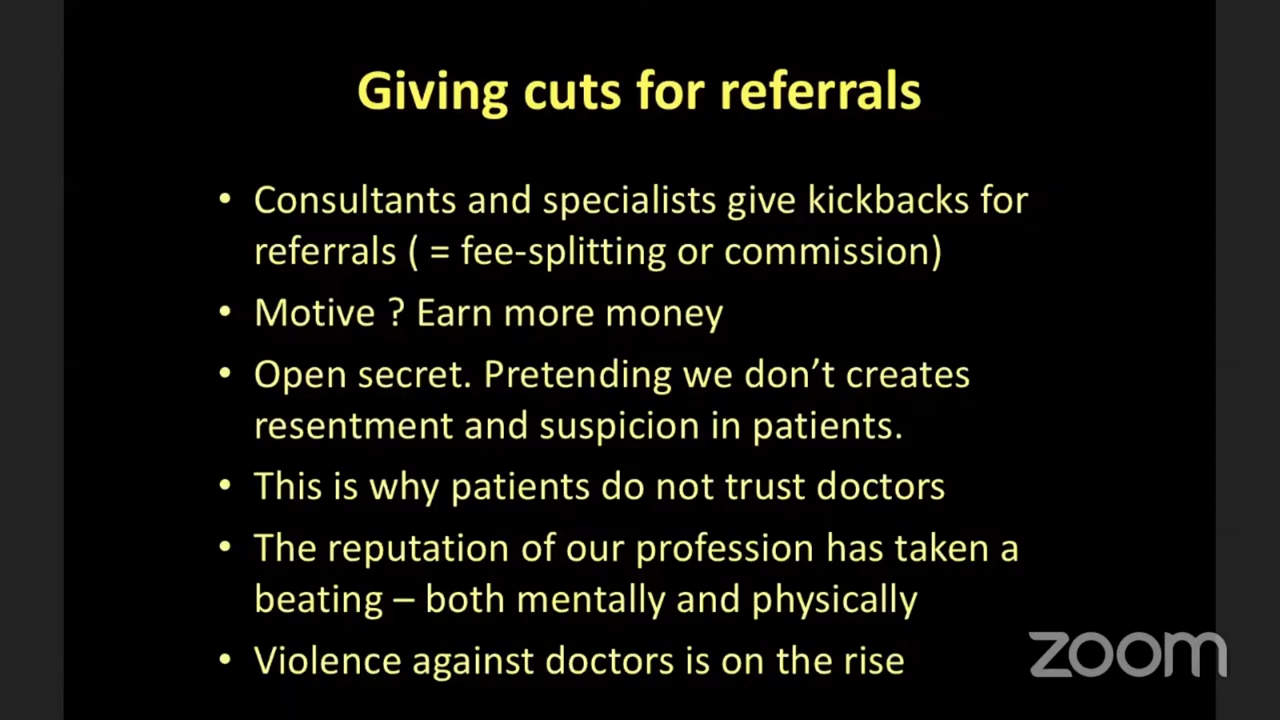 Giving cuts for referrals
• Consultants and specialists give kickbacks for
referrals ( = fee-splitting or commission)
• Motive ? Earn more money
• Open secret. Pretending we don’t creates
resentment and suspicion in patients.
• This is why patients do not trust doctors
• The reputation of our profession has taken a
beating – both mentally and physically
• Violence against doctors is on the rise
zoom